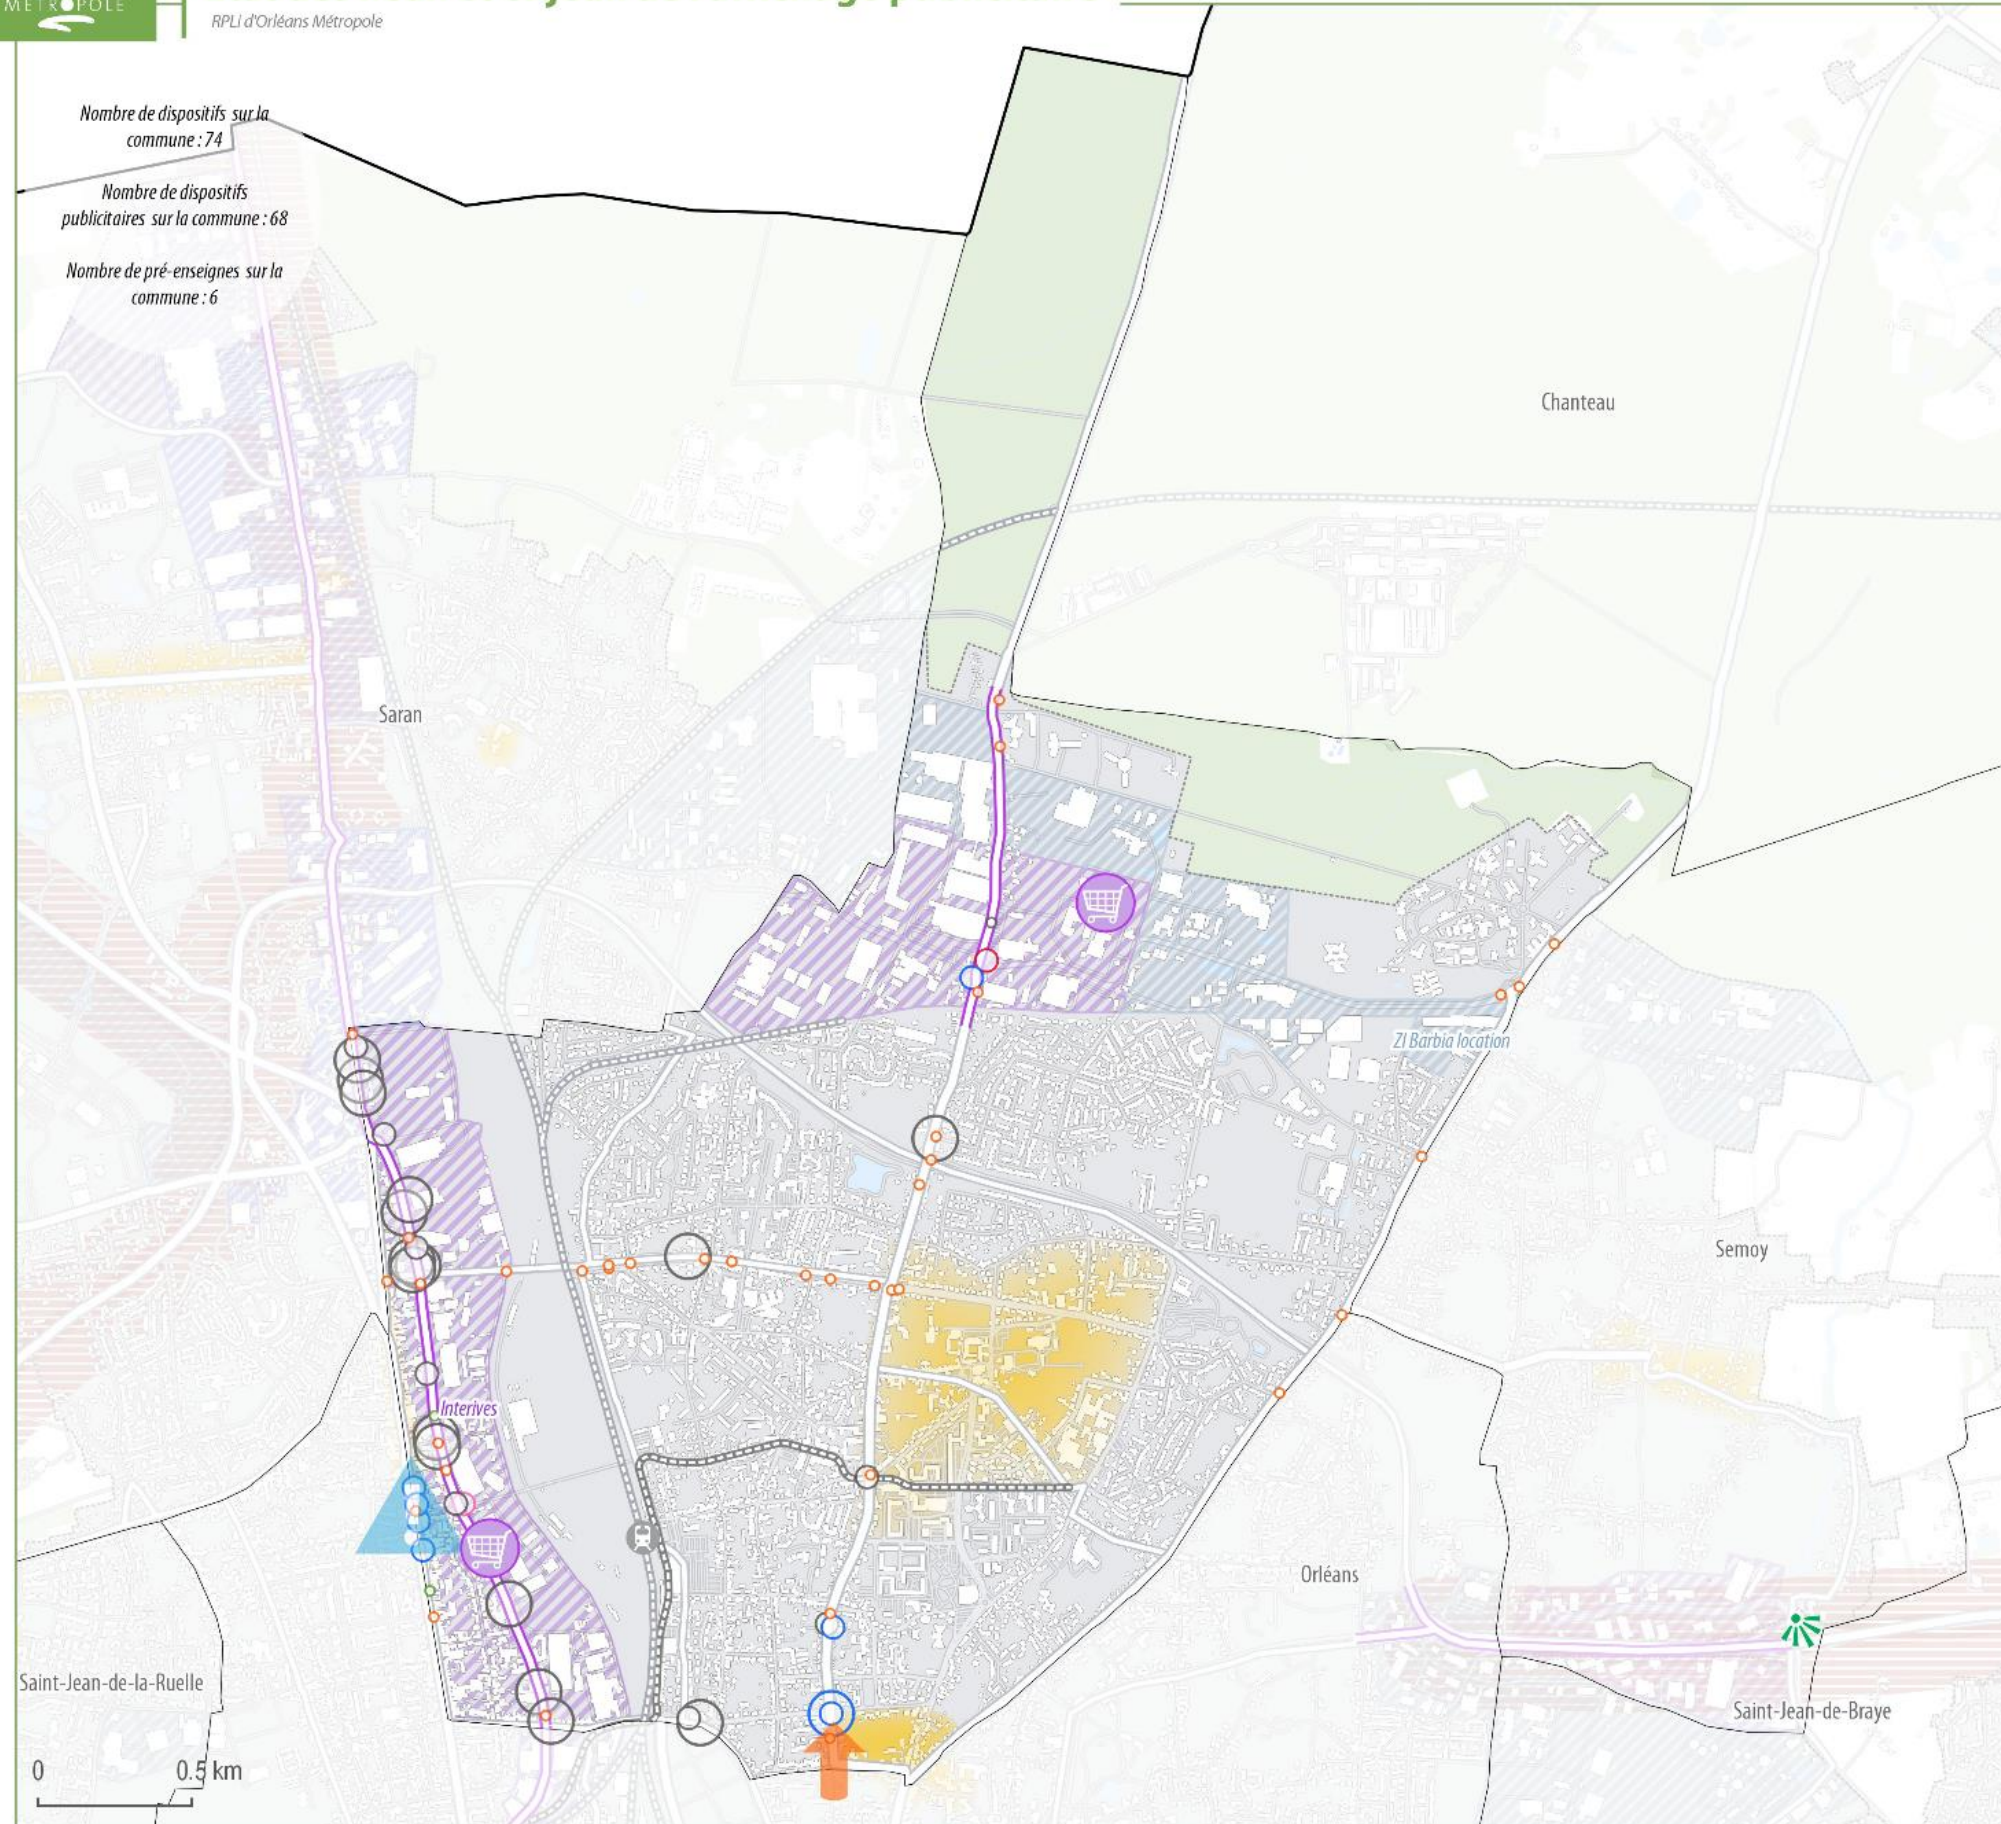 MÉTROPOLE
RPLi d'Orléans Métropole
Nombre de dispositifs sur la
commune : 74
Nombre de dispositifs
publicitaires sur la commune : 68
Nombre de pré-enseignes sur la
commune : 6
Chanteau
Saran
ZI Barbia location
Semoy
Interives
Orléans
Saint-Jean-de-la-Ruelle
Saint-Jean-de-Braye
0 0.5 km